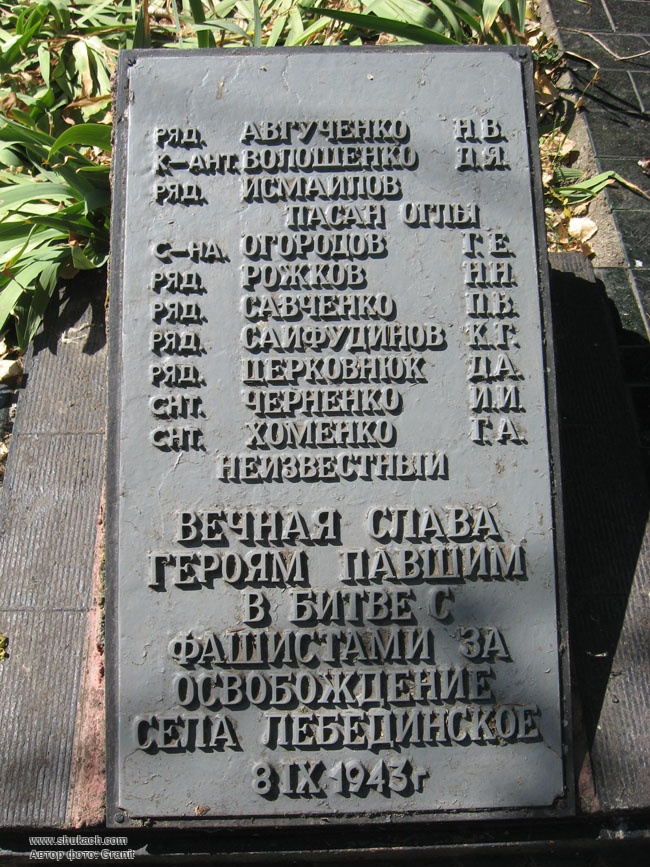 РЯД. АВГУЧЕНКО Н.В.
К-АНТ. ВОЛОШЕНКО Д.Я.
РЯД. ИСМАИЛОВ
ПАСАН ОГЛЫ
С-НА. ОГОРОДОВ Г.Е.
РЯД. РОЖКОВ Н.Н.
РЯД. САВЧЕНКО П.В.
РЯД. САИФУДИНОВ К.Г.
РЯД. ЦЕРКОВНЮК Д.А.
СНТ. ЧЕРНЕНКО И.И.
СНТ. ХОМЕНКО Г.А.
НЕИЗВЕСТНЫЙ
ВЕЧНАЯ СЛАВА
ГЕРОЯМ ПАВШИМ
В БИТВЕ С
ФАШИСТАМИ ЗА
ОСВОБОЖДЕНИЕ
СЕЛА ЛЕБЕДИНСКОЕ
8 IX 1943г
www.shukach.com
Автор фото: Granit